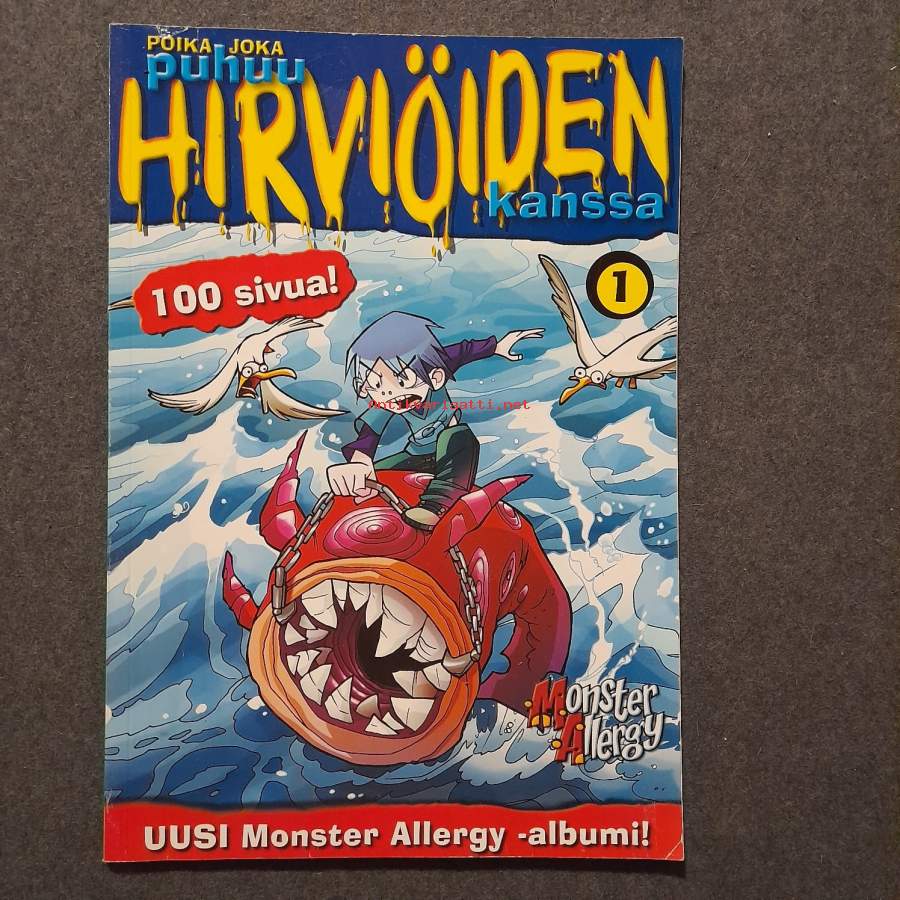 POIKA JOKA
puhuu
HIRVIÖIDEN
kanssa
100 sivua!
1
Antikvariaatti.net
Monster
Allergy
UUSI Monster Allergy -albumi!